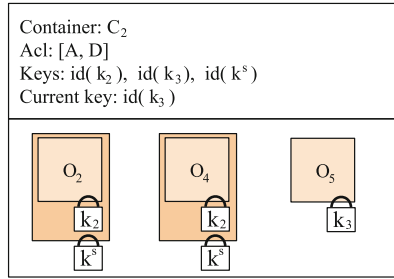 Container: C₂
Acl: [A, D]
Keys: id( k₂ ), id( k₃ ), id( kˢ )
Current key: id( k₃ )
O₂ O₄ O₅
k₂ k₂ k₃
kˢ kˢ